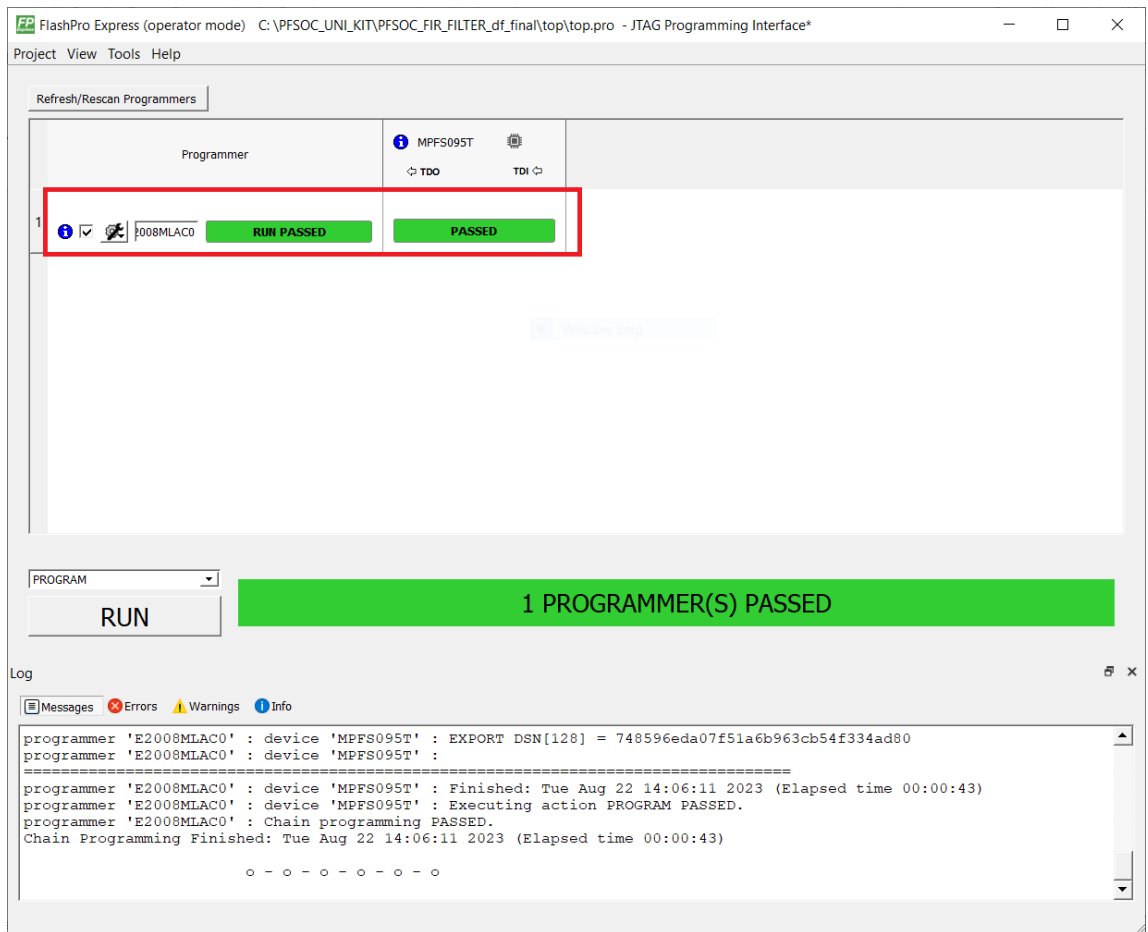 FlashPro Express (operator mode) C:\PFSOC_UNI_KIT\PFSOC_FIR_FILTER_df_final\top\top.pro - JTAG Programming Interface*
Project View Tools Help
Refresh/Rescan Programmers
Programmer
MPFS095T
TDO TDI
1
2008MLAC0 RUN PASSED PASSED
Window Snip
PROGRAM
RUN
1 PROGRAMMER(S) PASSED
Log
Messages Errors Warnings Info
programmer 'E2008MLAC0' : device 'MPFS095T' : EXPORT DSN[128] = 748596eda07f51a6b963cb54f334ad80
programmer 'E2008MLAC0' : device 'MPFS095T' :
===================================================================================
programmer 'E2008MLAC0' : device 'MPFS095T' : Finished: Tue Aug 22 14:06:11 2023 (Elapsed time 00:00:43)
programmer 'E2008MLAC0' : device 'MPFS095T' : Executing action PROGRAM PASSED.
programmer 'E2008MLAC0' : Chain programming PASSED.
Chain Programming Finished: Tue Aug 22 14:06:11 2023 (Elapsed time 00:00:43)
o - o - o - o - o - o